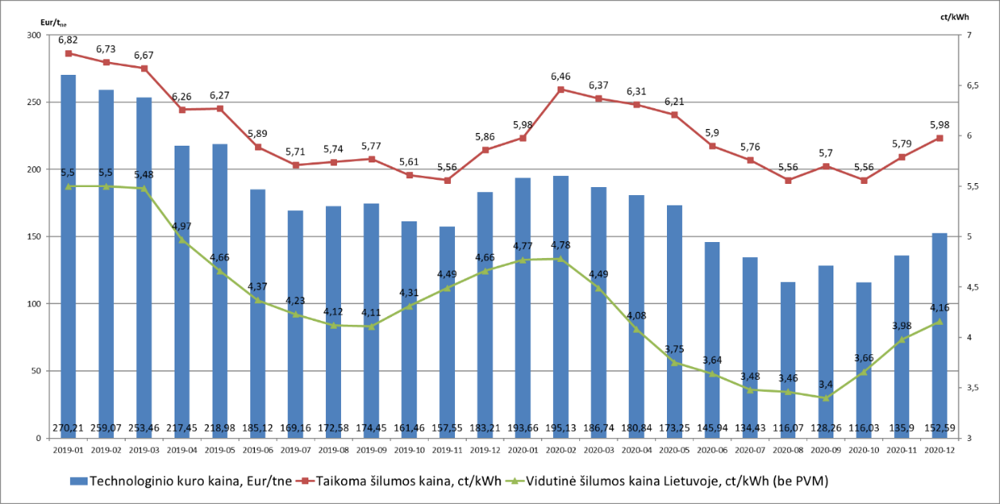 Eur/tne
ct/kWh
300
250
200
150
100
50
0
7
6,5
6
5,5
5
4,5
4
3,5
3
6,82 6,73 6,67 6,26 6,27 5,89 5,71 5,74 5,77 5,61 5,56 5,86 5,98 6,46 6,37 6,31 6,21 5,9 5,76 5,56 5,7 5,56 5,79 5,98
5,5 5,5 5,48 4,97 4,66 4,37 4,23 4,12 4,11 4,31 4,49 4,66 4,77 4,78 4,49 4,08 3,75 3,64 3,48 3,46 3,4 3,66 3,98 4,16
270,21 259,07 253,46 217,45 218,98 185,12 169,16 172,58 174,45 161,46 157,55 183,21 193,66 195,13 186,74 180,84 173,25 145,94 134,43 116,07 128,26 116,03 135,9 152,59
2019-01 2019-02 2019-03 2019-04 2019-05 2019-06 2019-07 2019-08 2019-09 2019-10 2019-11 2019-12 2020-01 2020-02 2020-03 2020-04 2020-05 2020-06 2020-07 2020-08 2020-09 2020-10 2020-11 2020-12
Technologinio kuro kaina, Eur/tne Taikoma šilumos kaina, ct/kWh Vidutinė šilumos kaina Lietuvoje, ct/kWh (be PVM)